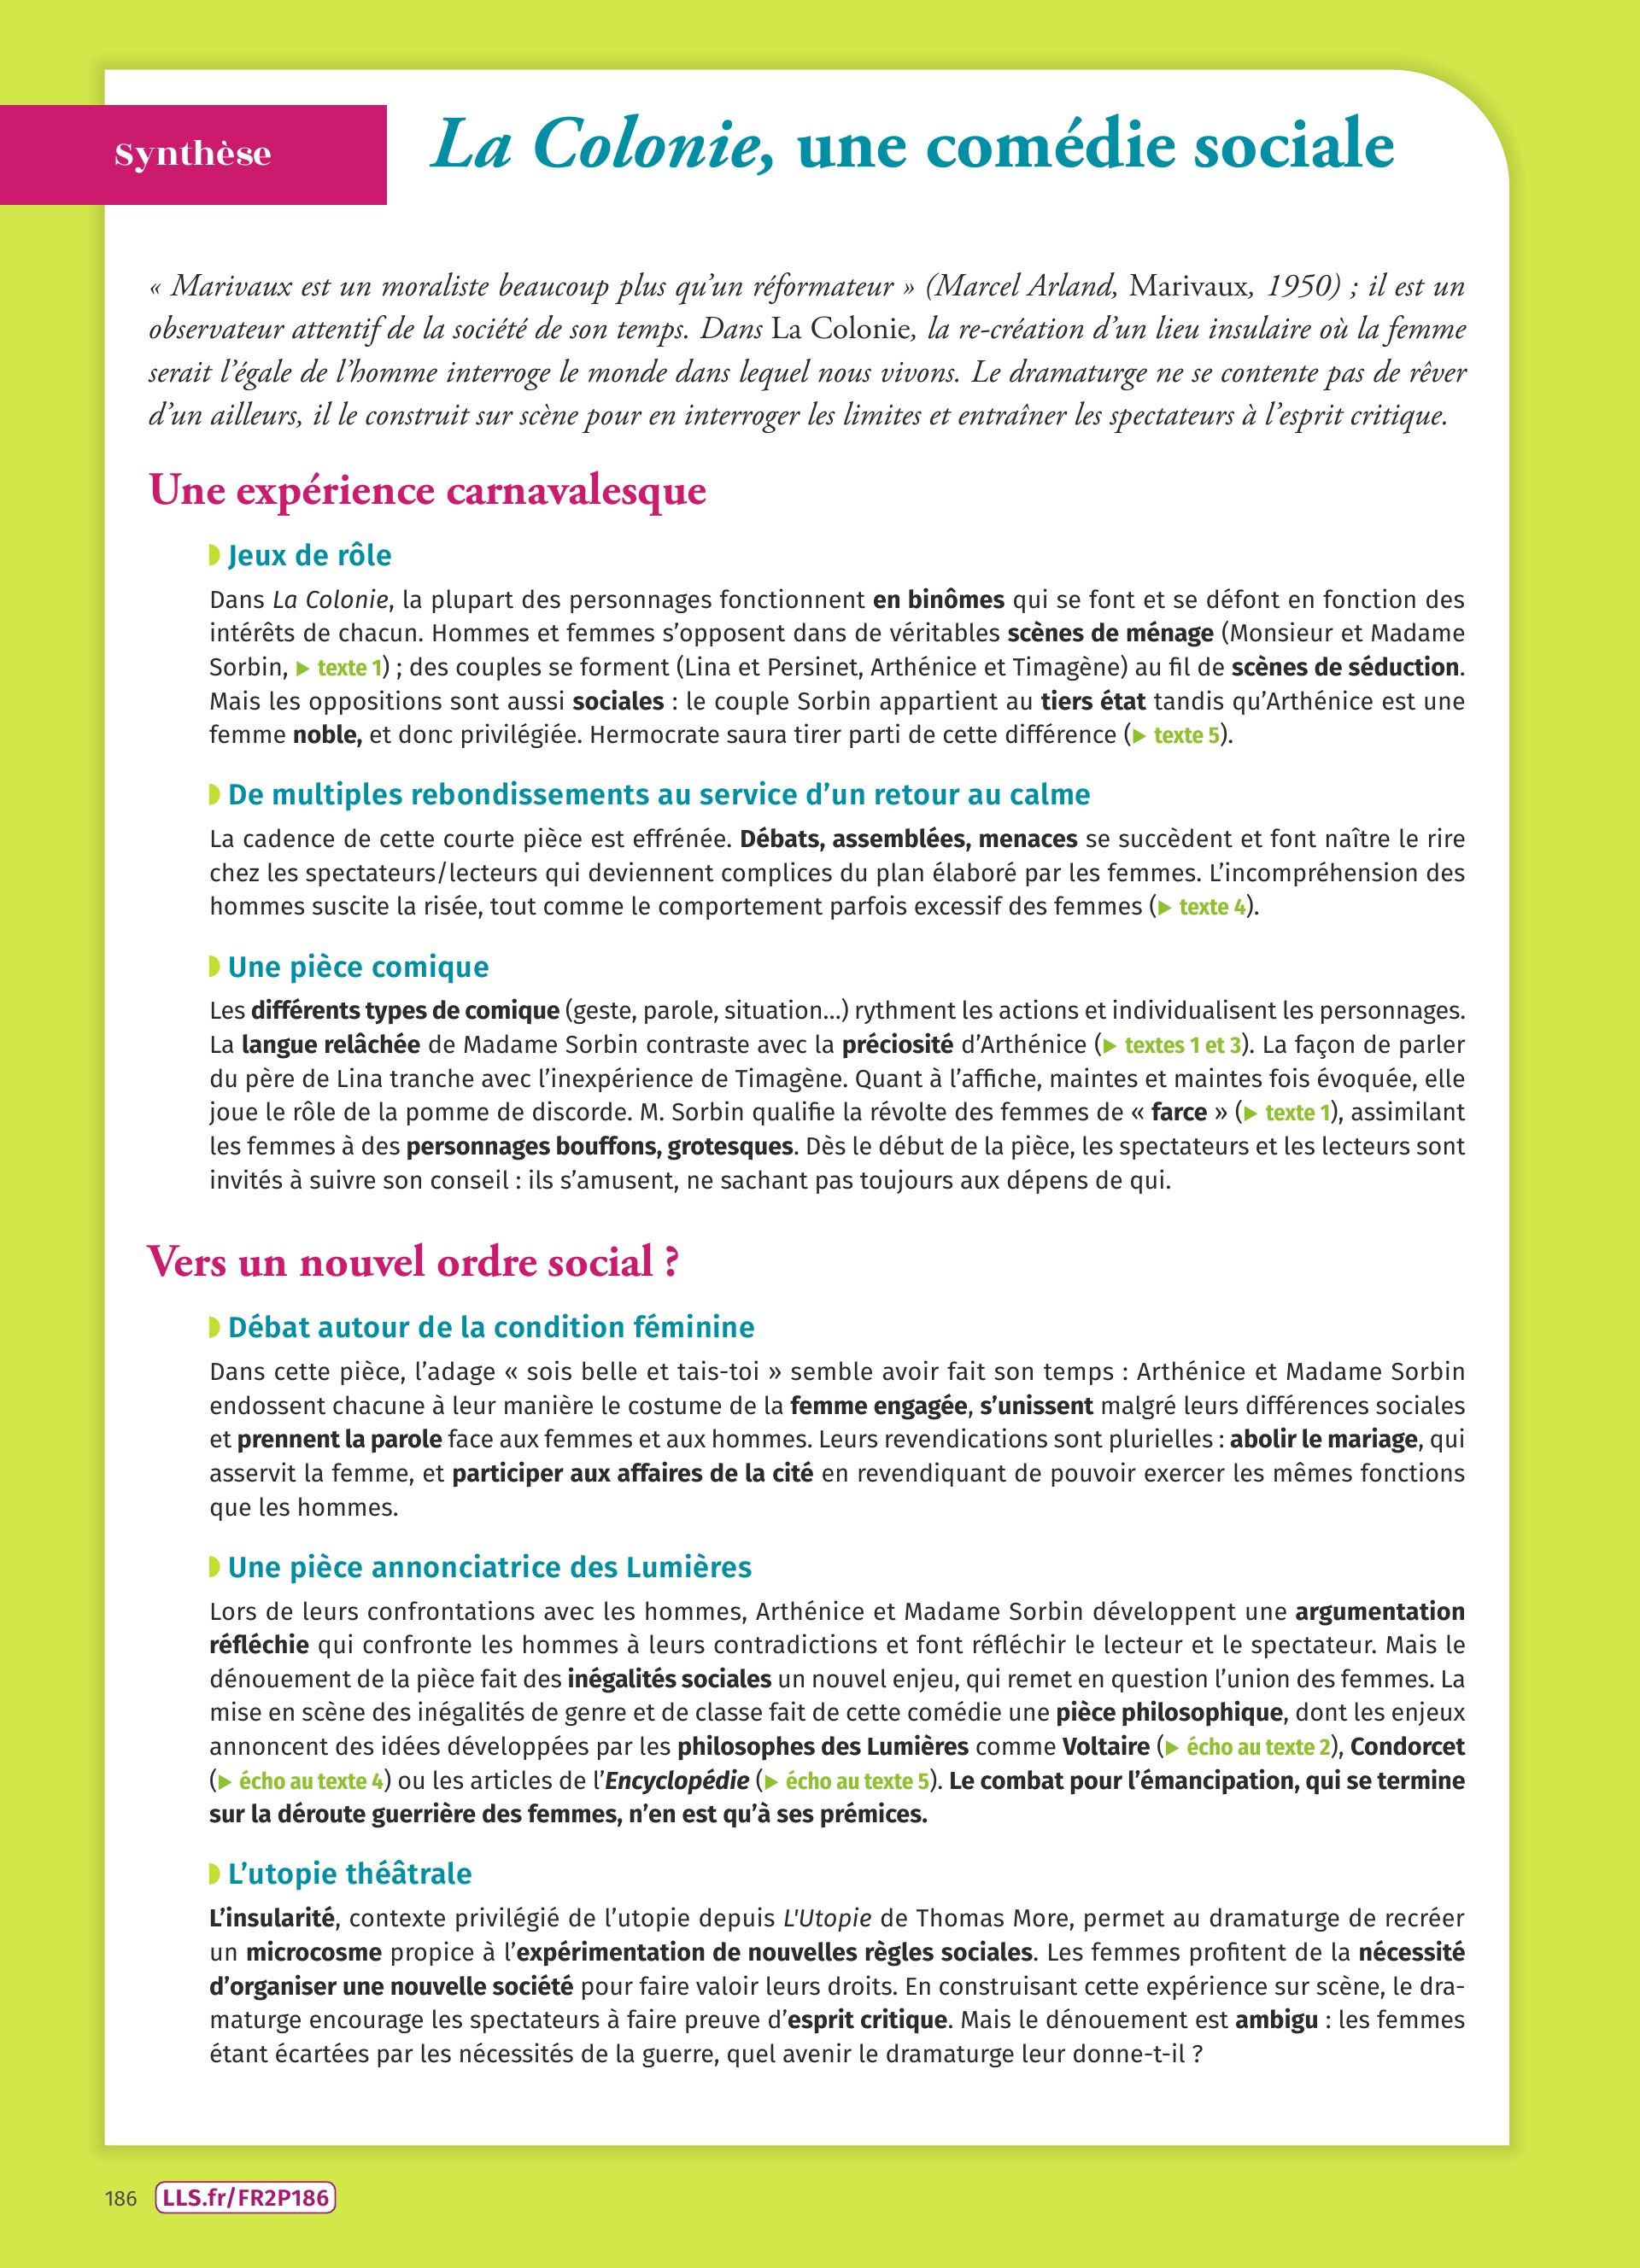 Synthèse
La Colonie, une comédie sociale
« Marivaux est un moraliste beaucoup plus qu’un réformateur » (Marcel Arland, Marivaux, 1950) ; il est un
observateur attentif de la société de son temps. Dans La Colonie, la re-création d’un lieu insulaire où la femme
serait l’égale de l’homme interroge le monde dans lequel nous vivons. Le dramaturge ne se contente pas de rêver
d’un ailleurs, il le construit sur scène pour en interroger les limites et entraîner les spectateurs à l’esprit critique.
Une expérience carnavalesque
Jeux de rôle
Dans La Colonie, la plupart des personnages fonctionnent en binômes qui se font et se défont en fonction des
intérêts de chacun. Hommes et femmes s’opposent dans de véritables scènes de ménage (Monsieur et Madame
Sorbin, ▶ texte 1) ; des couples se forment (Lina et Persinet, Arthénice et Timagène) au fil de scènes de séduction.
Mais les oppositions sont aussi sociales : le couple Sorbin appartient au tiers état tandis qu’Arthénice est une
femme noble, et donc privilégiée. Hermocrate saura tirer parti de cette différence (▶ texte 5).
De multiples rebondissements au service d’un retour au calme
La cadence de cette courte pièce est effrénée. Débats, assemblées, menaces se succèdent et font naître le rire
chez les spectateurs/lecteurs qui deviennent complices du plan élaboré par les femmes. L’incompréhension des
hommes suscite la risée, tout comme le comportement parfois excessif des femmes (▶ texte 4).
Une pièce comique
Les différents types de comique (geste, parole, situation…) rythment les actions et individualisent les personnages.
La langue relâchée de Madame Sorbin contraste avec la préciosité d’Arthénice (▶ textes 1 et 3). La façon de parler
du père de Lina tranche avec l’inexpérience de Timagène. Quant à l’affiche, maintes et maintes fois évoquée, elle
joue le rôle de la pomme de discorde. M. Sorbin qualifie la révolte des femmes de « farce » (▶ texte 1), assimilant
les femmes à des personnages bouffons, grotesques. Dès le début de la pièce, les spectateurs et les lecteurs sont
invités à suivre son conseil : ils s’amusent, ne sachant pas toujours aux dépens de qui.
Vers un nouvel ordre social ?
Débat autour de la condition féminine
Dans cette pièce, l’adage « sois belle et tais-toi » semble avoir fait son temps : Arthénice et Madame Sorbin
endossent chacune à leur manière le costume de la femme engagée, s’unissent malgré leurs différences sociales
et prennent la parole face aux femmes et aux hommes. Leurs revendications sont plurielles : abolir le mariage, qui
asservit la femme, et participer aux affaires de la cité en revendiquant de pouvoir exercer les mêmes fonctions
que les hommes.
Une pièce annonciatrice des Lumières
Lors de leurs confrontations avec les hommes, Arthénice et Madame Sorbin développent une argumentation
réfléchie qui confronte les hommes à leurs contradictions et font réfléchir le lecteur et le spectateur. Mais le
dénouement de la pièce fait des inégalités sociales un nouvel enjeu, qui remet en question l’union des femmes. La
mise en scène des inégalités de genre et de classe fait de cette comédie une pièce philosophique, dont les enjeux
annoncent des idées développées par les philosophes des Lumières comme Voltaire (▶ écho au texte 2), Condorcet
(▶ écho au texte 4) ou les articles de l’Encyclopédie (▶ écho au texte 5). Le combat pour l’émancipation, qui se termine
sur la déroute guerrière des femmes, n’en est qu’à ses prémices.
L’utopie théâtrale
L’insularité, contexte privilégié de l’utopie depuis L'Utopie de Thomas More, permet au dramaturge de recréer
un microcosme propice à l’expérimentation de nouvelles règles sociales. Les femmes profitent de la nécessité
d’organiser une nouvelle société pour faire valoir leurs droits. En construisant cette expérience sur scène, le dra-
maturge encourage les spectateurs à faire preuve d’esprit critique. Mais le dénouement est ambigu : les femmes
étant écartées par les nécessités de la guerre, quel avenir le dramaturge leur donne-t-il ?
186 LLS.fr/FR2P186